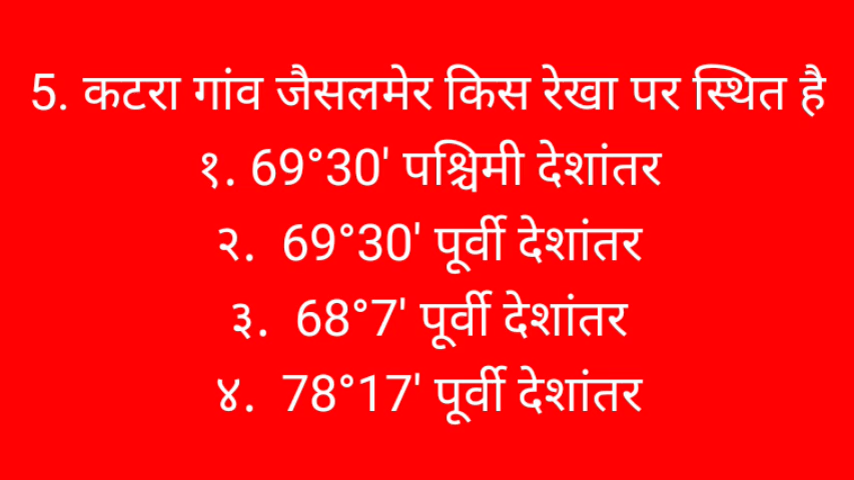 5. कटरा गांव जैसलमेर किस रेखा पर स्थित है
१. 69°30' पश्चिमी देशांतर
२. 69°30' पूर्वी देशांतर
३. 68°7' पूर्वी देशांतर
४. 78°17' पूर्वी देशांतर